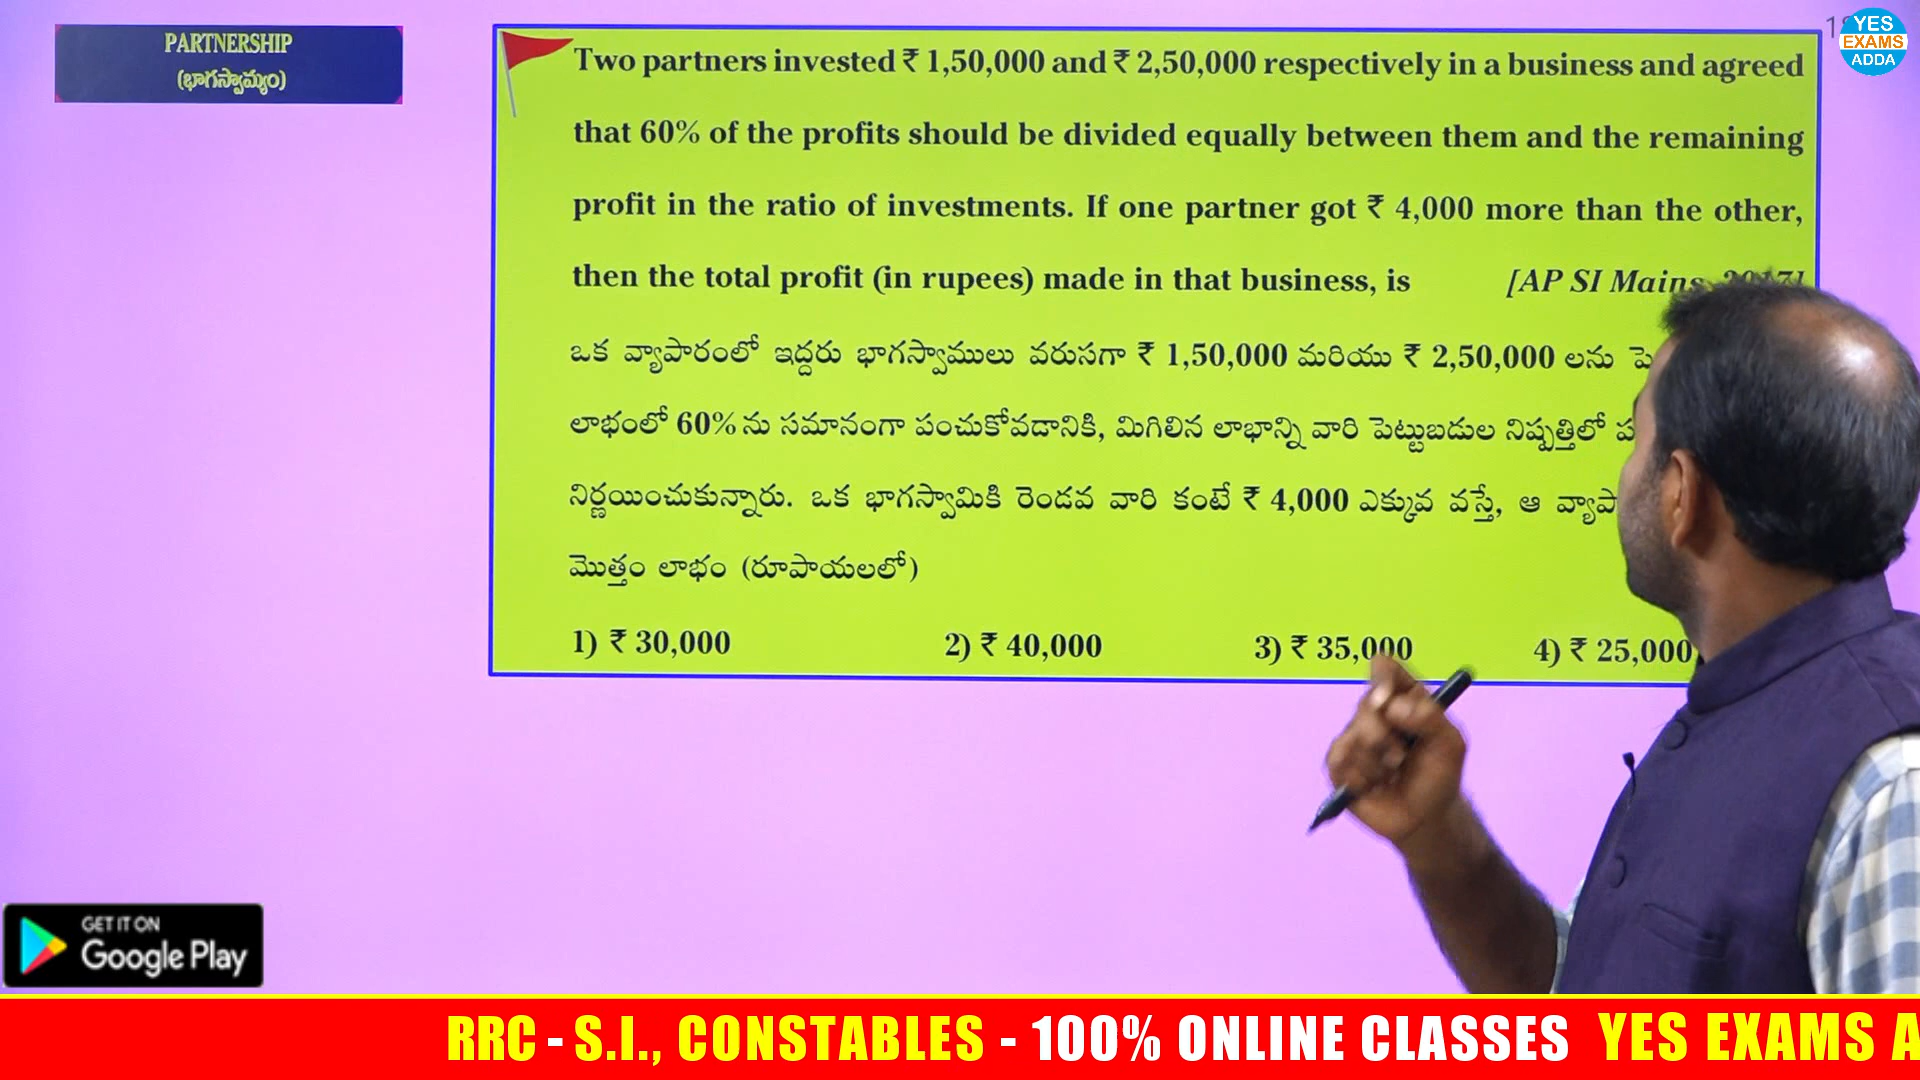 PARTNERSHIP
(భాగస్వామ్యం)
YES
EXAMS
ADDA
Two partners invested ₹ 1,50,000 and ₹ 2,50,000 respectively in a business and agreed
that 60% of the profits should be divided equally between them and the remaining
profit in the ratio of investments. If one partner got ₹ 4,000 more than the other,
then the total profit (in rupees) made in that business, is [AP SI Mains, 2017]
ఒక వ్యాపారంలో ఇద్దరు భాగస్వాములు వరుసగా ₹ 1,50,000 మరియు ₹ 2,50,000 లను
లాభంలో 60% ను సమానంగా పంచుకోవడానికి, మిగిలిన లాభాన్ని వారి పెట్టుబడుల నిష్పత్తిలో
నిర్ణయించుకున్నారు. ఒక భాగస్వామికి రెండవ వారి కంటే ₹ 4,000 ఎక్కువ వస్తే, ఆ
మొత్తం లాభం (రూపాయలలో)
1) ₹ 30,000 2) ₹ 40,000 3) ₹ 35,000 4) ₹ 25,000
GET IT ON
Google Play
RRC - S.I., CONSTABLES - 100% ONLINE CLASSES YES EXAMS A